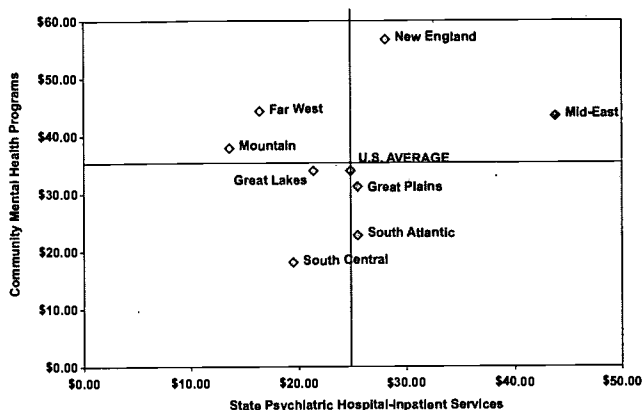 Community Mental Health Programs
$60.00
$50.00
$40.00
$30.00
$20.00
$10.00
$0.00
New England
Far West
Mid-East
Mountain
U.S. AVERAGE
Great Lakes
Great Plains
South Atlantic
South Central
$0.00
$10.00
$20.00
$30.00
$40.00
$50.00
State Psychiatric Hospital-Inpatient Services